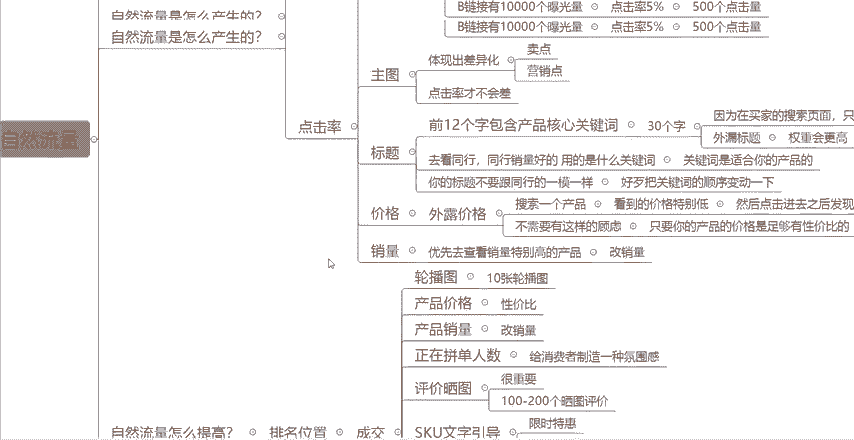 B链接有10000个曝光量 点击率5% 500个点击量
自然流量是怎么产生的？
自然流量是怎么产生的？
B链接有10000个曝光量 点击率5% 500个点击量
自然流量
点击率
主图
体现出差异化
卖点
营销点
点击率才不会差
标题
前12个字包含产品核心关键词 30个字
因为在买家的搜索页面，只
外漏标题 权重会更高
去看同行，同行销量好的 用的是什么关键词 关键词是适合你的产品的
你的标题不要跟同行的一模一样 好歹把关键词的顺序变动一下
价格 外露价格
搜索一个产品 看到的价格特别低 然后点击进去之后发现
不需要有这样的顾虑 只要你的产品的价格是足够有性价比的
销量 优先去查看销量特别高的产品 改销量
轮播图 10张轮播图
产品价格 性价比
产品销量 改销量
正在拼单人数 给消费者制造一种氛围感
评价晒图
很重要
100-200个晒图评价
自然流量怎么提高？ 排名位置 成交
SKU文字引导 限时特惠